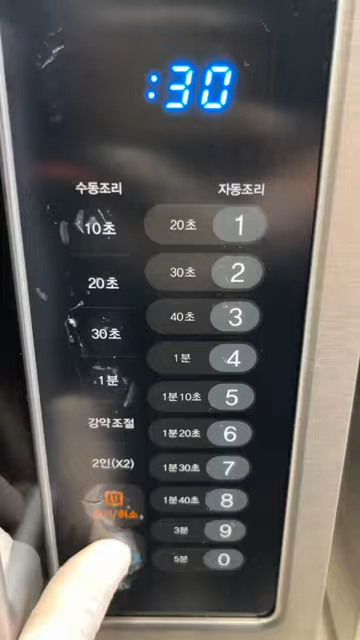 :30
수동조리 자동조리
10초 20초 1
20초 30초 2
30초 40초 3
1분 1분 4
강약조절 1분10초 5
2인(X2) 1분20초 6
1분30초 7
/취소 1분40초 8
3분 9
5분 0